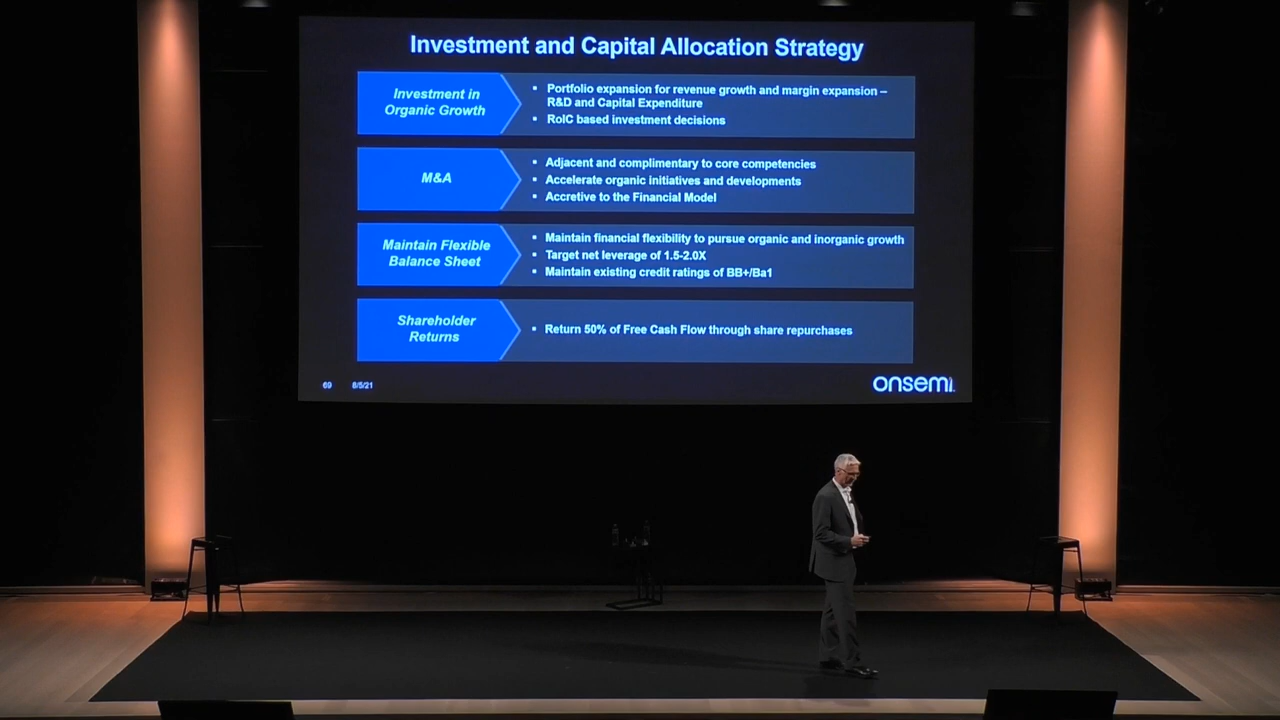 Investment and Capital Allocation Strategy
Investment in
Organic Growth
▪ Portfolio expansion for revenue growth and margin expansion –
R&D and Capital Expenditure
▪ RoIC based investment decisions
M&A
▪ Adjacent and complimentary to core competencies
▪ Accelerate organic initiatives and developments
▪ Accretive to the Financial Model
Maintain Flexible
Balance Sheet
▪ Maintain financial flexibility to pursue organic and inorganic growth
▪ Target net leverage of 1.5-2.0X
▪ Maintain existing credit ratings of BB+/Ba1
Shareholder
Returns
▪ Return 50% of Free Cash Flow through share repurchases
69 8/5/21
onsemi